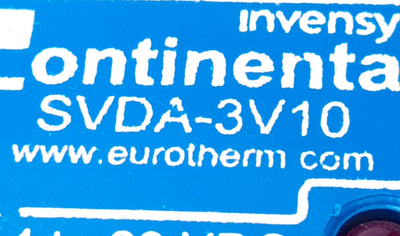 invensy
Continenta
SVDA-3V10
www.eurotherm com